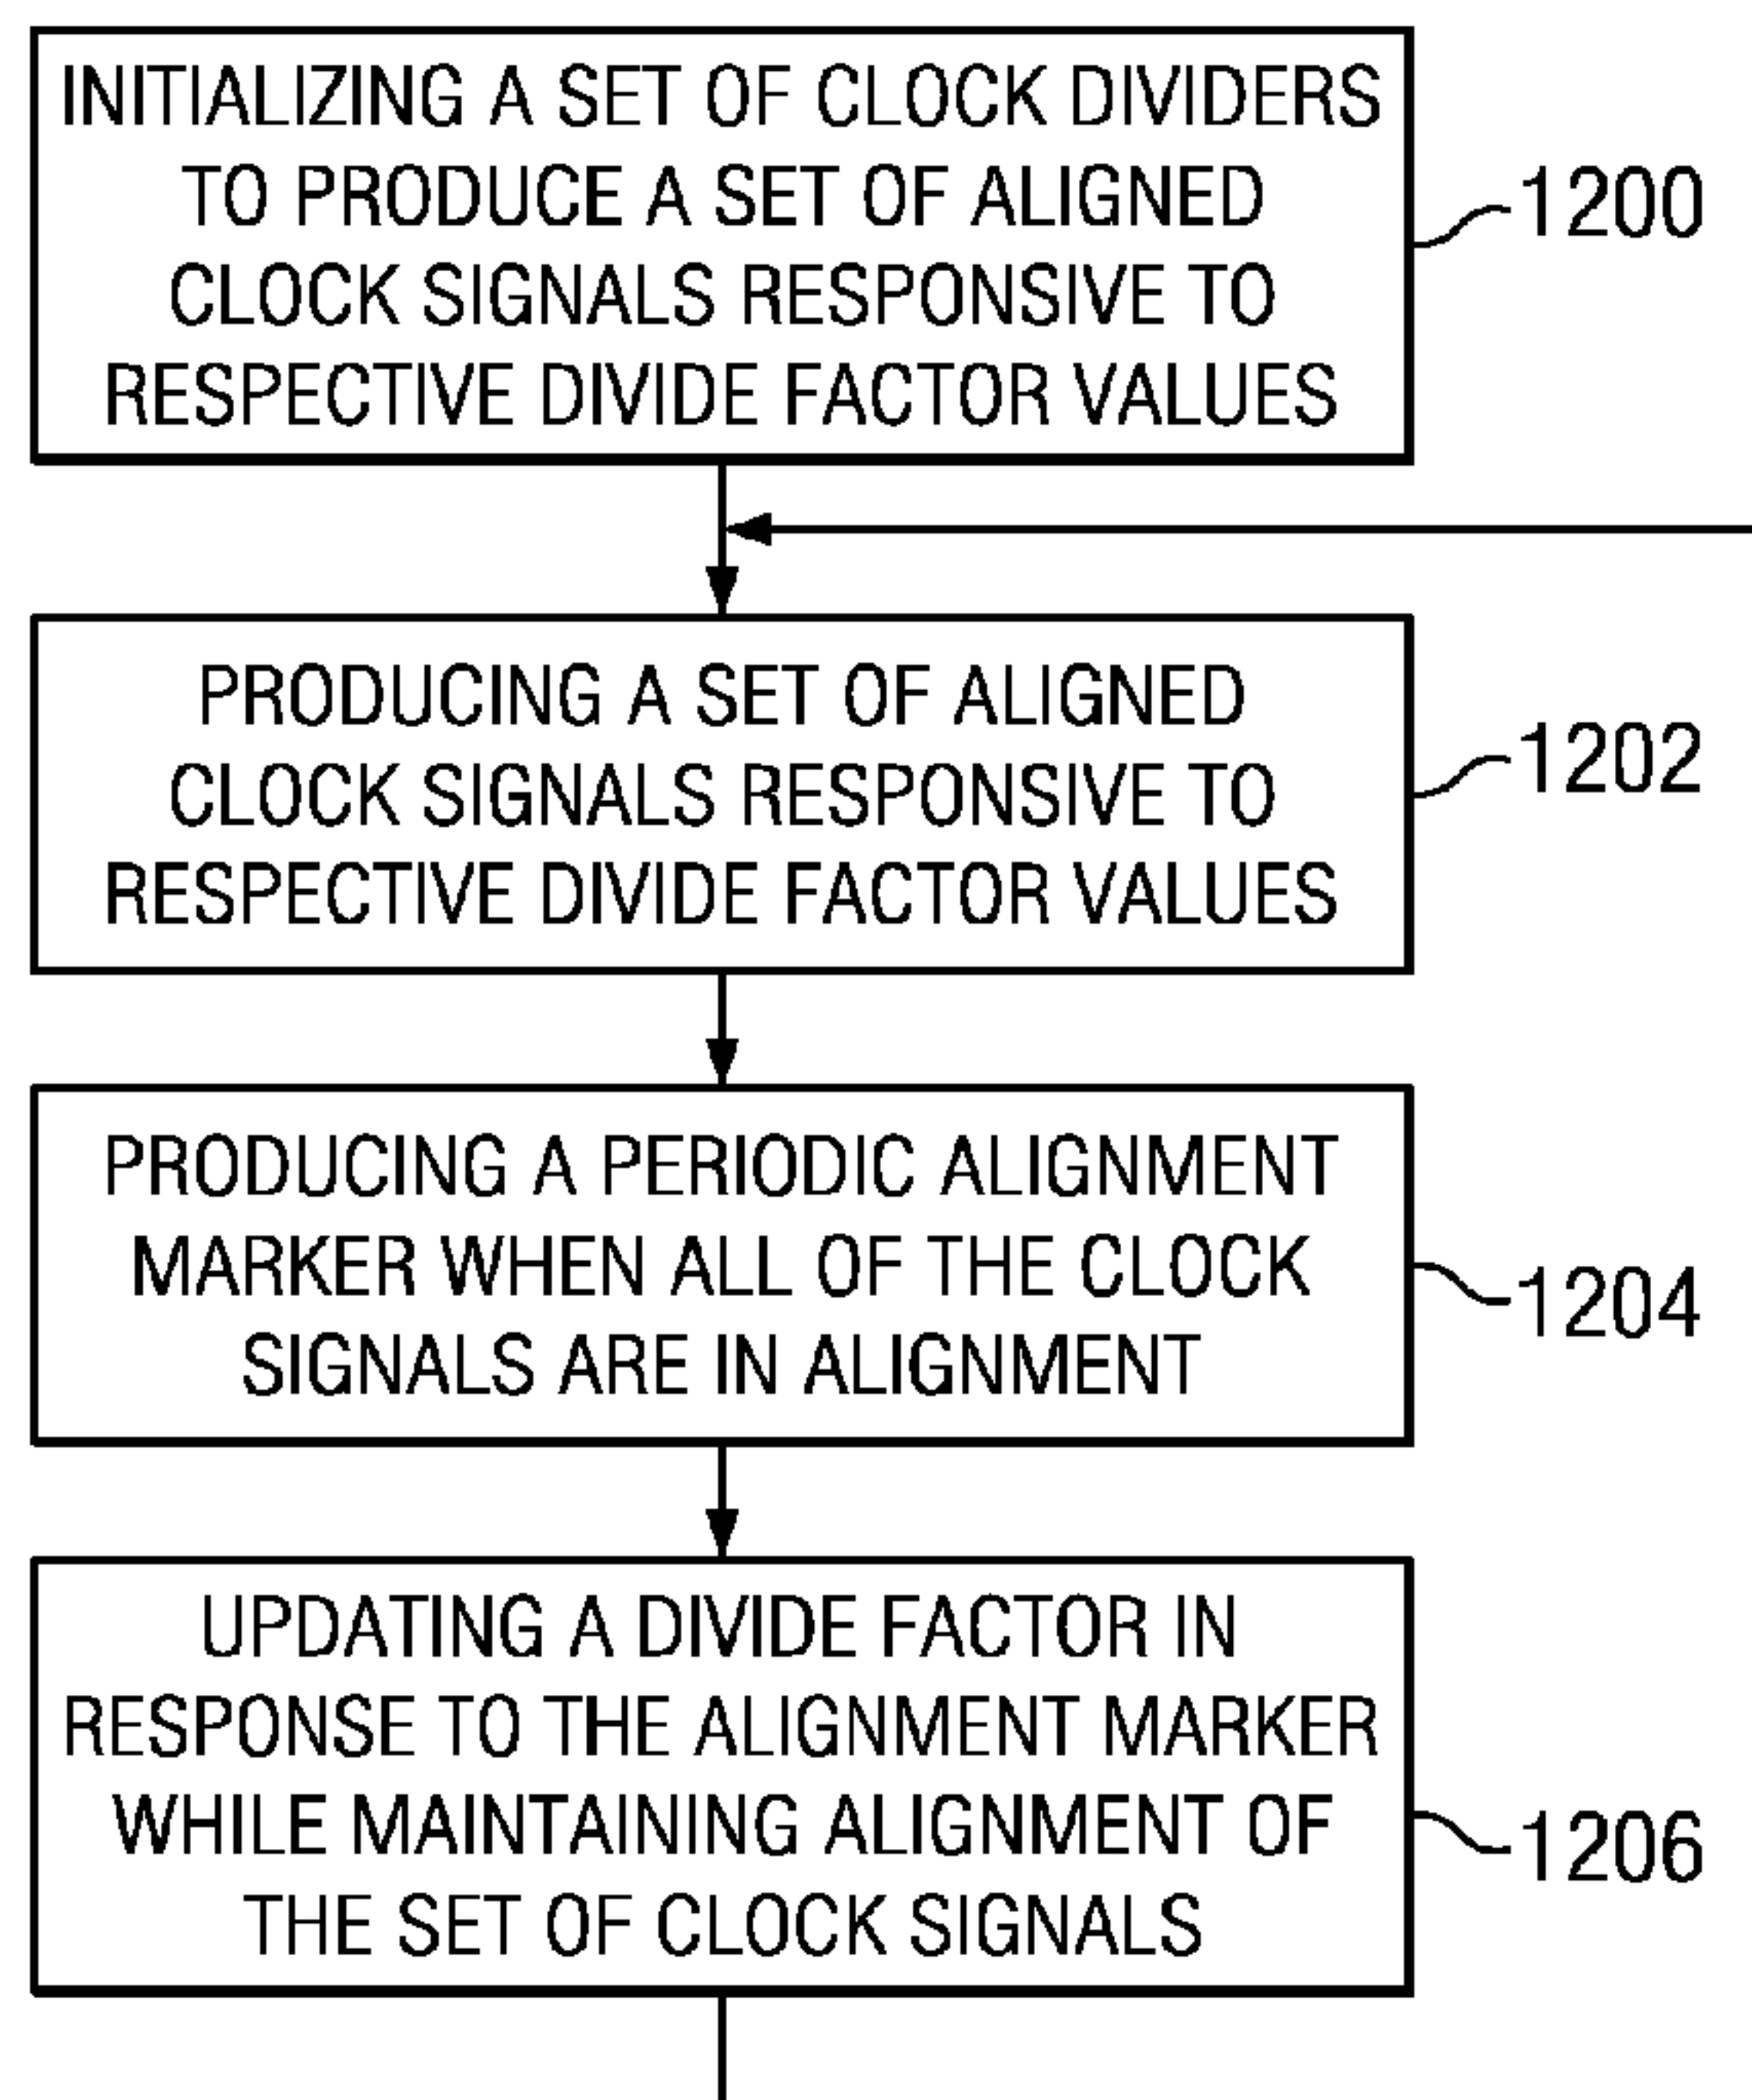 INITIALIZING A SET OF CLOCK DIVIDERS
TO PRODUCE A SET OF ALIGNED
CLOCK SIGNALS RESPONSIVE TO
RESPECTIVE DIVIDE FACTOR VALUES
1200
PRODUCING A SET OF ALIGNED
CLOCK SIGNALS RESPONSIVE TO
RESPECTIVE DIVIDE FACTOR VALUES
1202
PRODUCING A PERIODIC ALIGNMENT
MARKER WHEN ALL OF THE CLOCK
SIGNALS ARE IN ALIGNMENT
1204
UPDATING A DIVIDE FACTOR IN
RESPONSE TO THE ALIGNMENT MARKER
WHILE MAINTAINING ALIGNMENT OF
THE SET OF CLOCK SIGNALS
1206